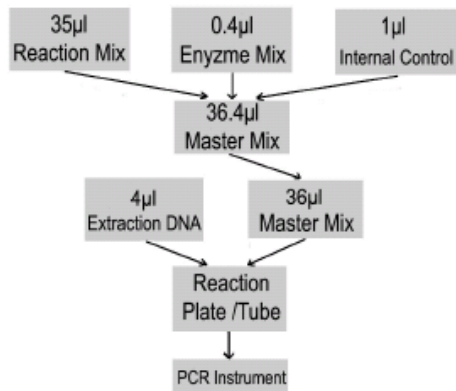 35µl
Reaction Mix
0.4µl
Enyzme Mix
1µl
Internal Control
36.4µl
Master Mix
4µl
Extraction DNA
36µl
Master Mix
Reaction
Plate /Tube
PCR Instrument